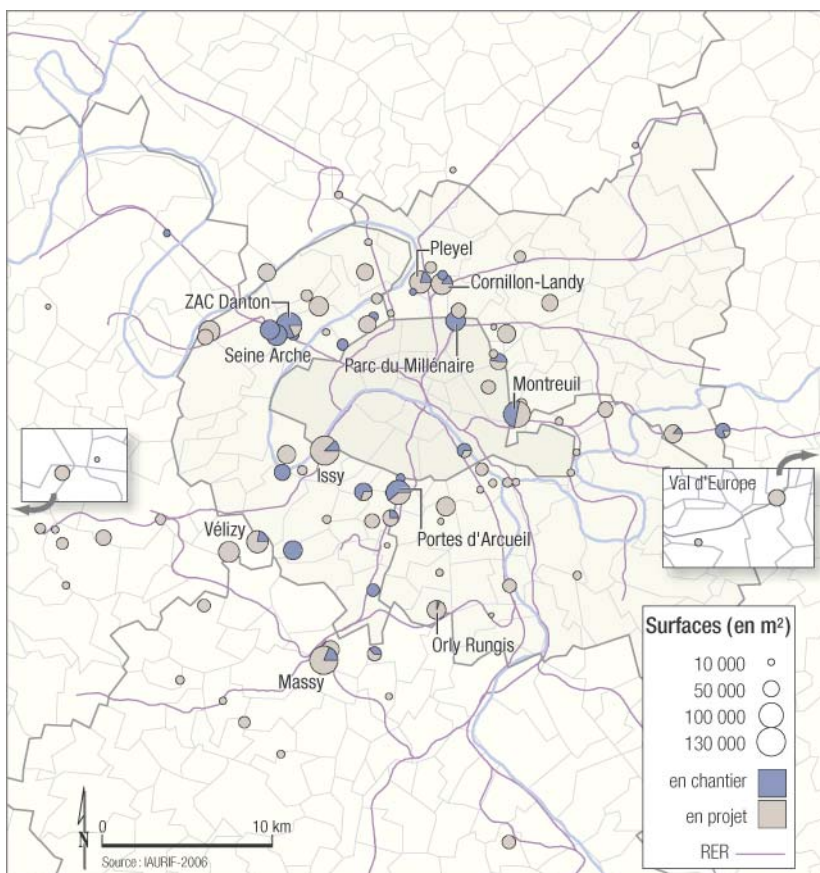 Pleyel
Cornillon-Landy
ZAC Danton
Seine Arche
Parc du Millénaire
Montreuil
Issy
Val d'Europe
Portes d'Arcueil
Vélizy
Orly Rungis
Massy
Surfaces (en m²)
10 000
50 000
100 000
130 000
en chantier
en projet
RER
N
0 10 km
Source : IAURIF-2006